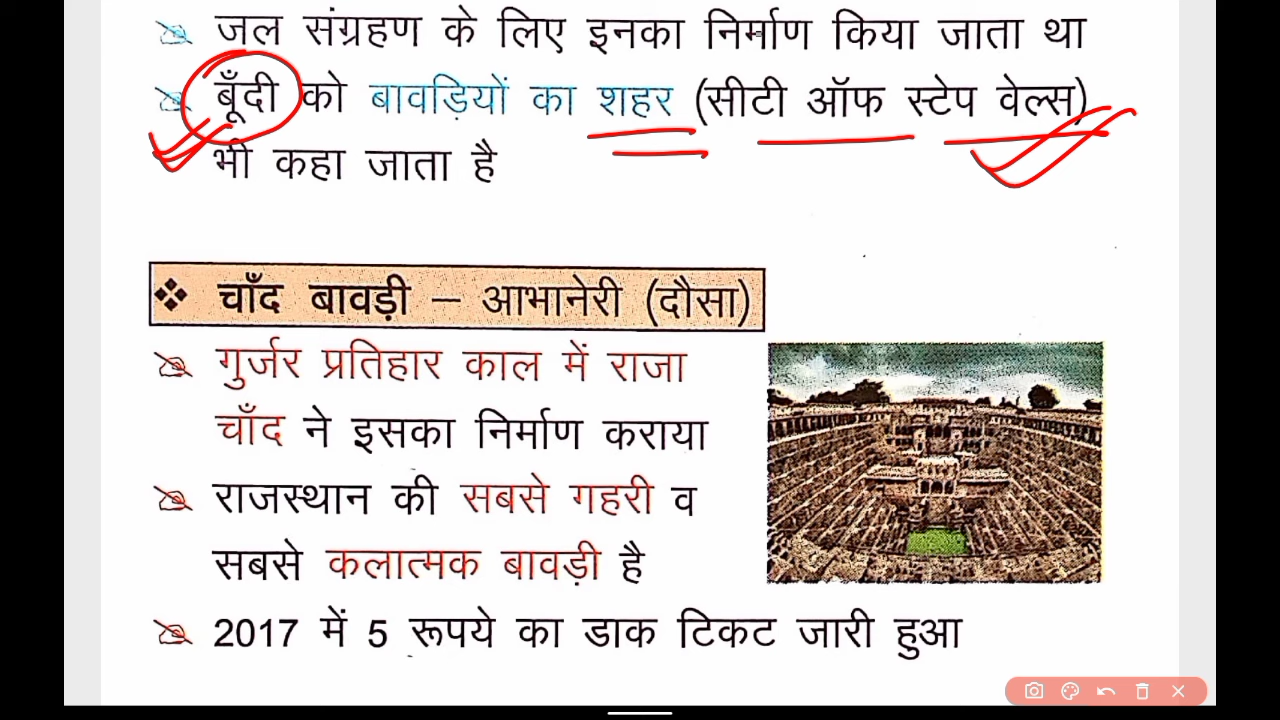 जल संग्रहण के लिए इनका निर्माण किया जाता था
बूँदी को बावड़ियों का शहर (सीटी ऑफ स्टेप वेल्स)
भी कहा जाता है
❖ चाँद बावड़ी – आभानेरी (दौसा)
गुर्जर प्रतिहार काल में राजा
चाँद ने इसका निर्माण कराया
राजस्थान की सबसे गहरी व
सबसे कलात्मक बावड़ी है
2017 में 5 रूपये का डाक टिकट जारी हुआ